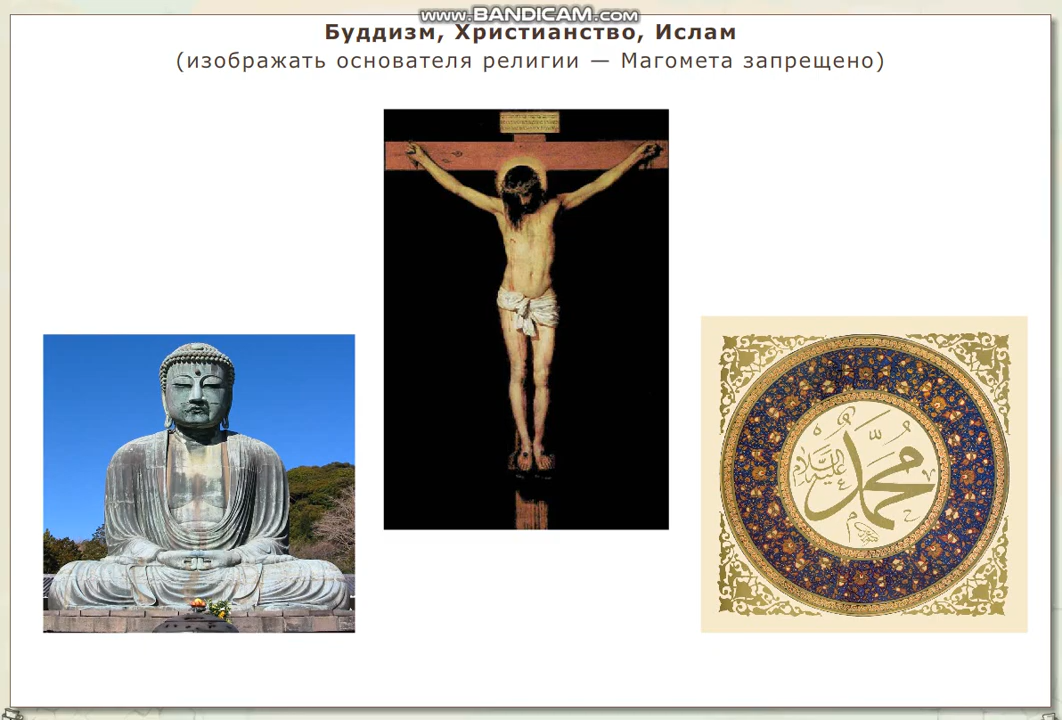 www.BANDICAM.com
Буддизм, Христианство, Ислам
(изображать основателя религии — Магомета запрещено)
محمد
عليه السلام